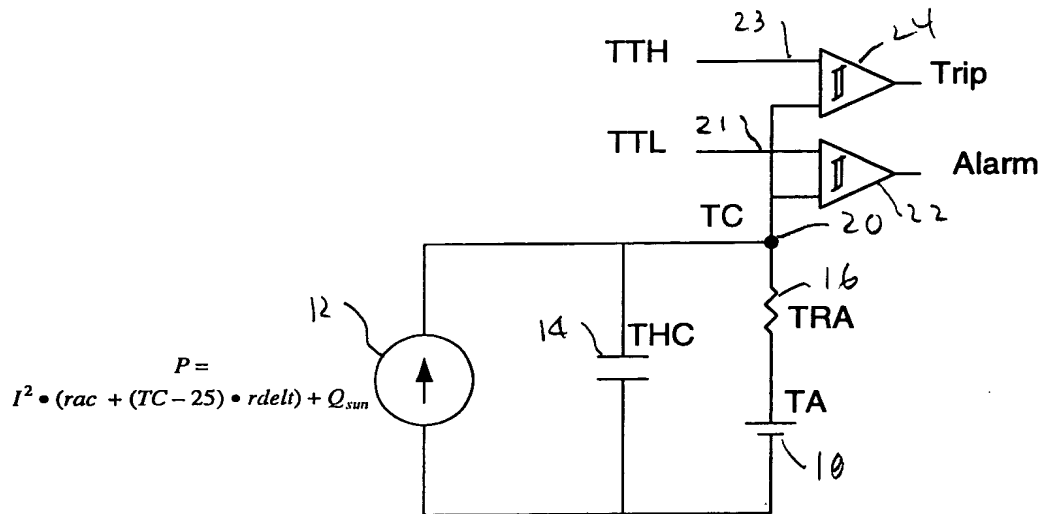 23
24
TTH
Trip
21
TTL
Alarm
22
TC
20
16
12
14
THC
TRA
P =
I² • (rac + (TC – 25) • rdelt) + Q_sun
TA
18